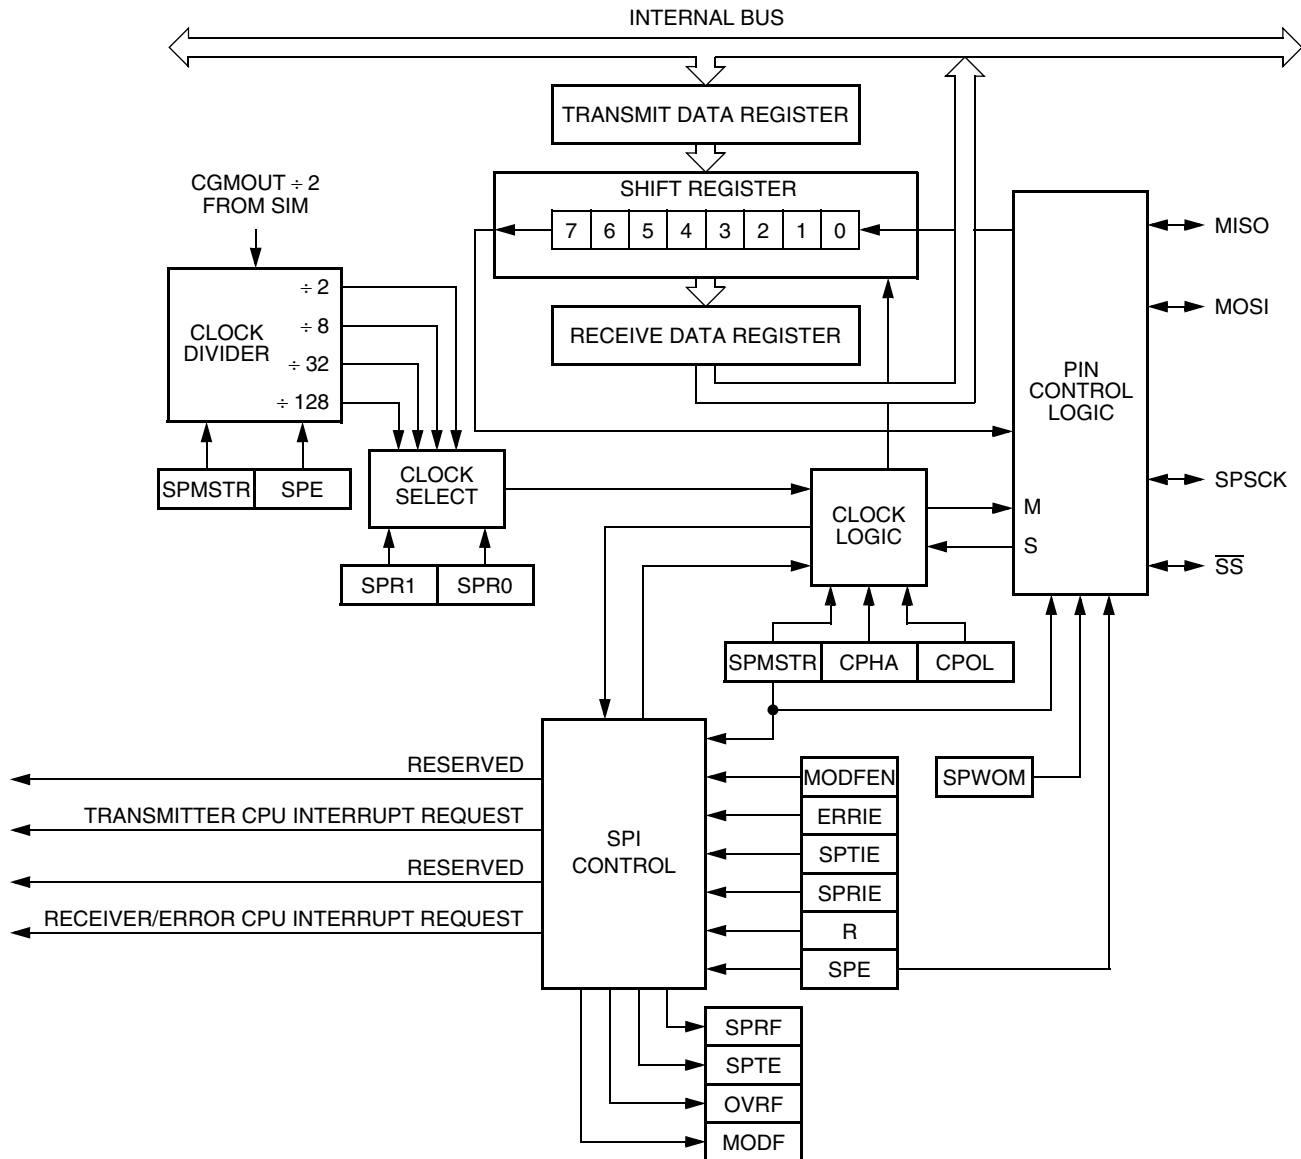 INTERNAL BUS
TRANSMIT DATA REGISTER
CGMOUT ÷ 2
FROM SIM
SHIFT REGISTER
7 6 5 4 3 2 1 0
MISO
÷ 2
MOSI
CLOCK
DIVIDER
÷ 8
RECEIVE DATA REGISTER
÷ 32
÷ 128
PIN
CONTROL
LOGIC
SPMSTR SPE
CLOCK
SELECT
SPSCK
CLOCK
LOGIC
M
S
SS
SPR1 SPR0
SPMSTR CPHA CPOL
RESERVED
MODFEN
SPWOM
TRANSMITTER CPU INTERRUPT REQUEST
ERRIE
SPI
CONTROL
SPTIE
RESERVED
SPRIE
RECEIVER/ERROR CPU INTERRUPT REQUEST
R
SPE
SPRF
SPTE
OVRF
MODF